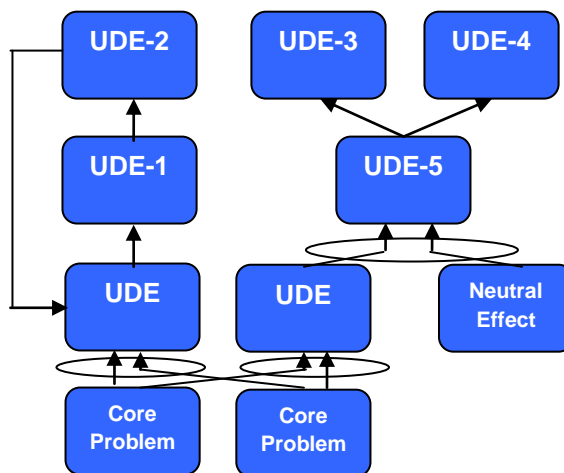 UDE-2
UDE-3
UDE-4
UDE-1
UDE-5
UDE
UDE
Neutral
Effect
Core
Problem
Core
Problem